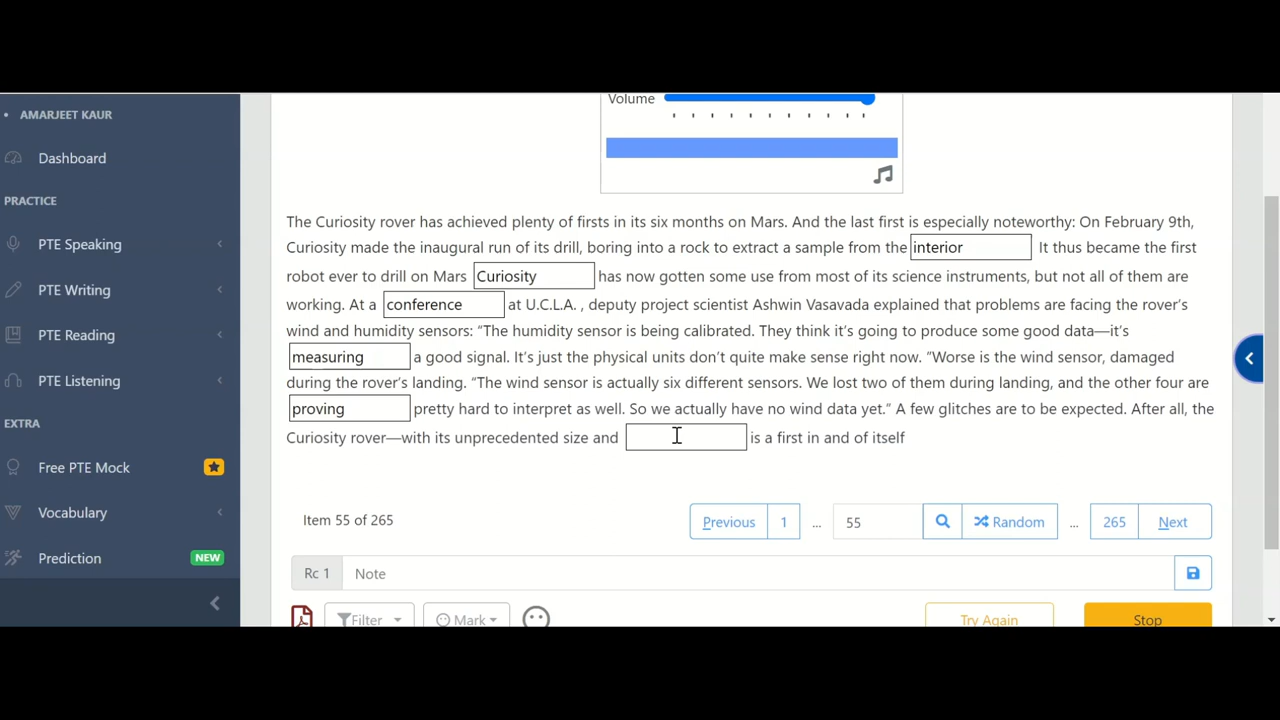 AMARJEET KAUR
Dashboard
PRACTICE
PTE Speaking
PTE Writing
PTE Reading
PTE Listening
EXTRA
Free PTE Mock
Vocabulary
Prediction NEW
Volume
The Curiosity rover has achieved plenty of firsts in its six months on Mars. And the last first is especially noteworthy: On February 9th,
Curiosity made the inaugural run of its drill, boring into a rock to extract a sample from the interior It thus became the first
robot ever to drill on Mars Curiosity has now gotten some use from most of its science instruments, but not all of them are
working. At a conference at U.C.L.A. , deputy project scientist Ashwin Vasavada explained that problems are facing the rover's
wind and humidity sensors: “The humidity sensor is being calibrated. They think it’s going to produce some good data—it’s
measuring a good signal. It’s just the physical units don’t quite make sense right now. “Worse is the wind sensor, damaged
during the rover’s landing. “The wind sensor is actually six different sensors. We lost two of them during landing, and the other four are
proving pretty hard to interpret as well. So we actually have no wind data yet.” A few glitches are to be expected. After all, the
Curiosity rover—with its unprecedented size and is a first in and of itself
Item 55 of 265
Previous 1 ... 55 Random ... 265 Next
Rc 1 Note
Filter Mark Try Again Stop